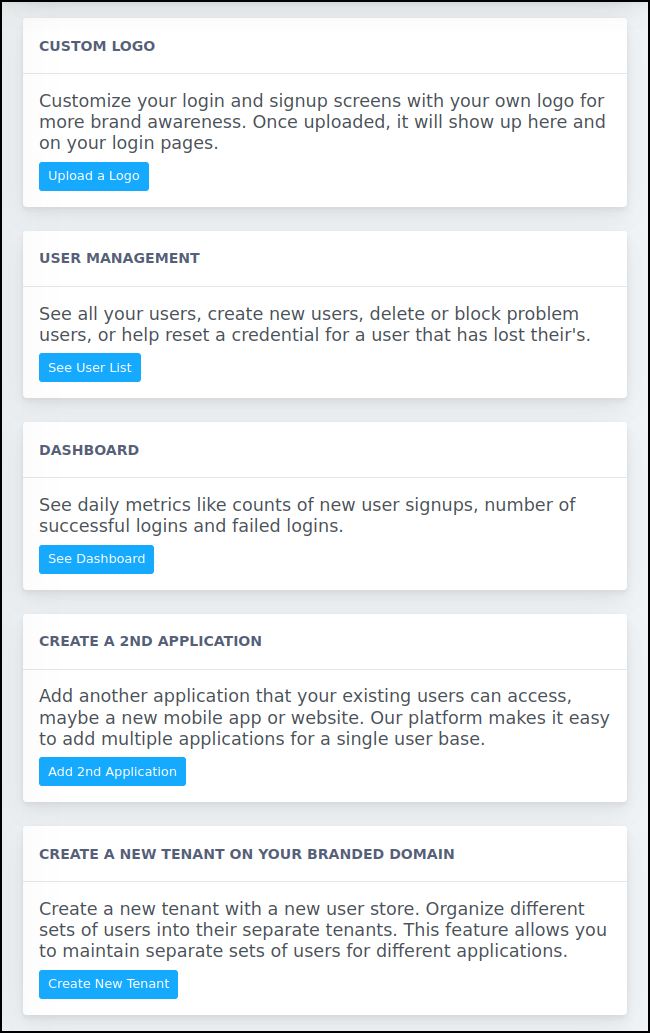 CUSTOM LOGO
Customize your login and signup screens with your own logo for
more brand awareness. Once uploaded, it will show up here and
on your login pages.
Upload a Logo
USER MANAGEMENT
See all your users, create new users, delete or block problem
users, or help reset a credential for a user that has lost their's.
See User List
DASHBOARD
See daily metrics like counts of new user signups, number of
successful logins and failed logins.
See Dashboard
CREATE A 2ND APPLICATION
Add another application that your existing users can access,
maybe a new mobile app or website. Our platform makes it easy
to add multiple applications for a single user base.
Add 2nd Application
CREATE A NEW TENANT ON YOUR BRANDED DOMAIN
Create a new tenant with a new user store. Organize different
sets of users into their separate tenants. This feature allows you
to maintain separate sets of users for different applications.
Create New Tenant